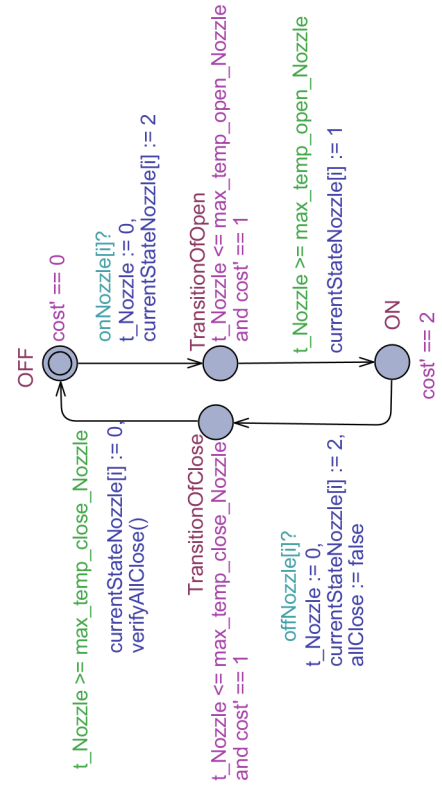 OFF
cost' == 0
onNozzle[i]?
t_Nozzle := 0,
currentStateNozzle[i] := 2
TransitionOfOpen
t_Nozzle <= max_temp_open_Nozzle
and cost' == 1
t_Nozzle >= max_temp_open_Nozzle
currentStateNozzle[i] := 1
ON
cost' == 2
t_Nozzle >= max_temp_close_Nozzle
currentStateNozzle[i] := 0,
verifyAllClose()
TransitionOfClose
t_Nozzle <= max_temp_close_Nozzle
and cost' == 1
offNozzle[i]?
t_Nozzle := 0,
currentStateNozzle[i] := 2,
allClose := false